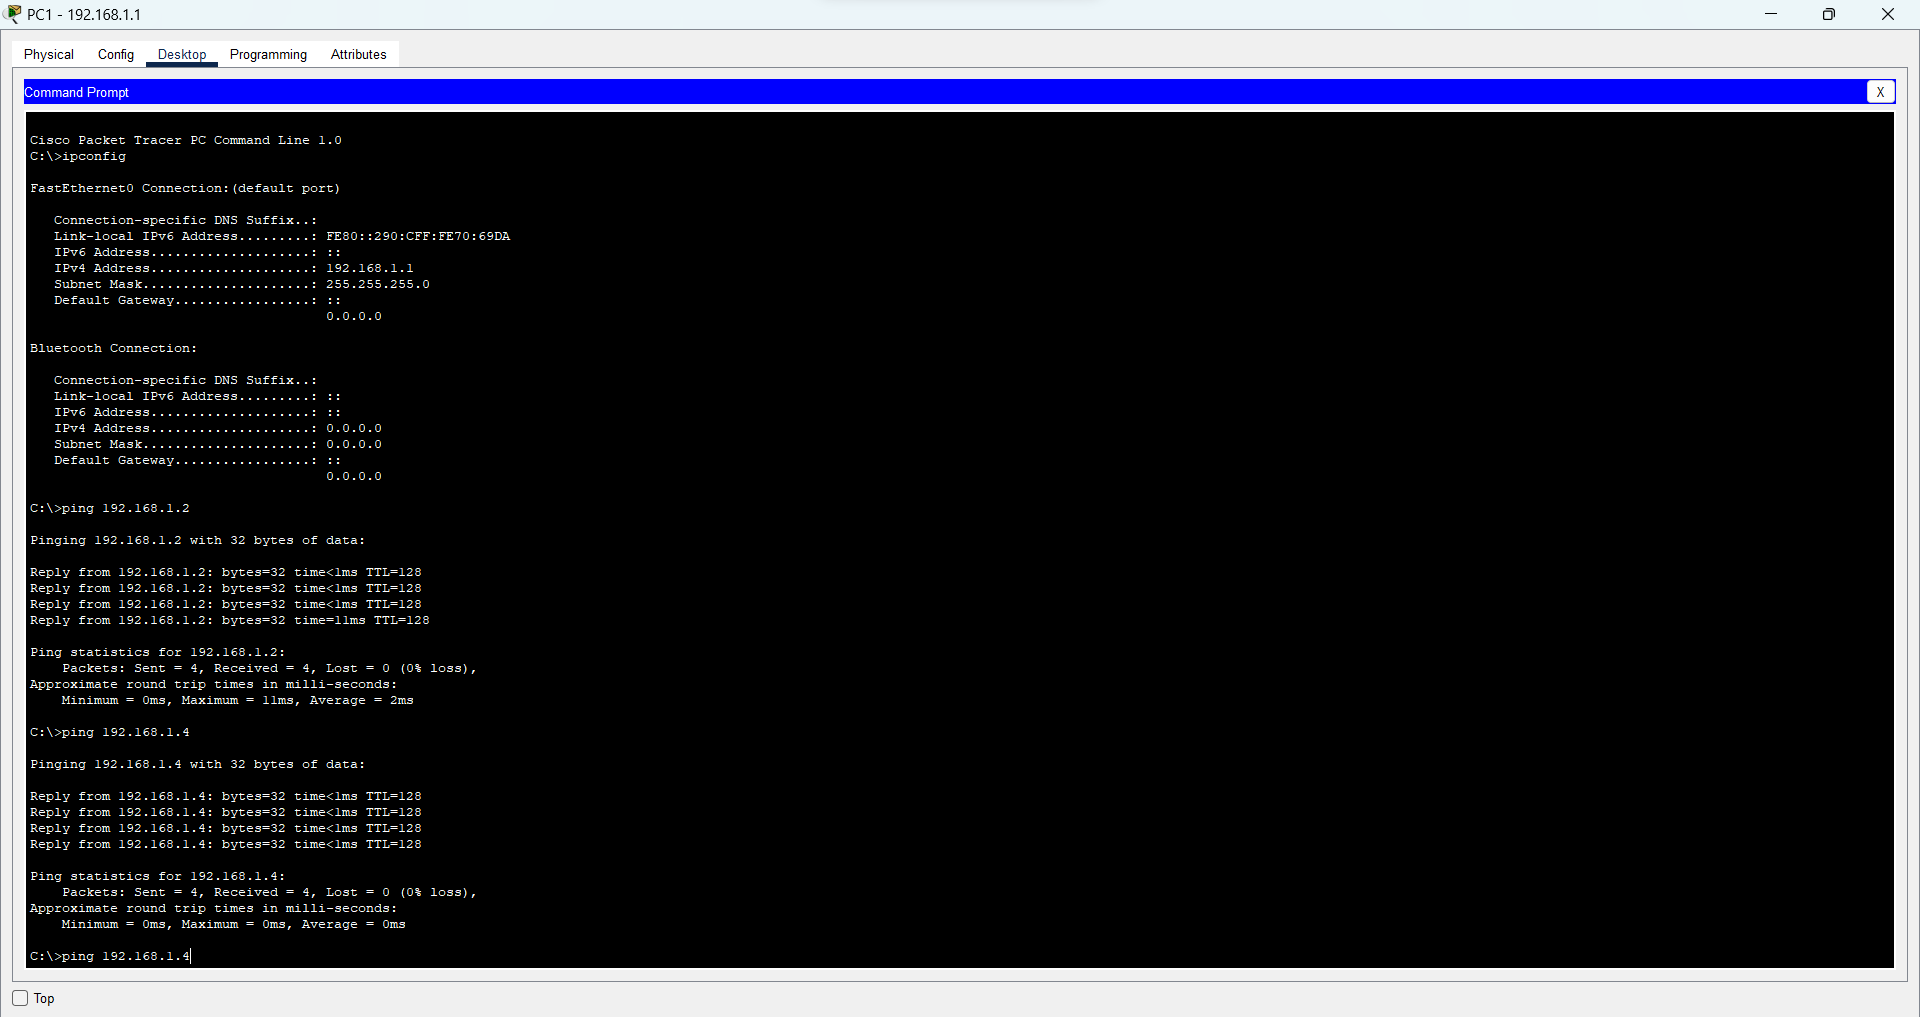 PC1 - 192.168.1.1
Physical Config Desktop Programming Attributes
Command Prompt X
Cisco Packet Tracer PC Command Line 1.0
C:\>ipconfig
FastEthernet0 Connection:(default port)
Connection-specific DNS Suffix..:
Link-local IPv6 Address.........: FE80::290:CFF:FE70:69DA
IPv6 Address....................: ::
IPv4 Address....................: 192.168.1.1
Subnet Mask.....................: 255.255.255.0
Default Gateway.................: ::
0.0.0.0
Bluetooth Connection:
Connection-specific DNS Suffix..:
Link-local IPv6 Address.........: ::
IPv6 Address....................: ::
IPv4 Address....................: 0.0.0.0
Subnet Mask.....................: 0.0.0.0
Default Gateway.................: ::
0.0.0.0
C:\>ping 192.168.1.2
Pinging 192.168.1.2 with 32 bytes of data:
Reply from 192.168.1.2: bytes=32 time<1ms TTL=128
Reply from 192.168.1.2: bytes=32 time<1ms TTL=128
Reply from 192.168.1.2: bytes=32 time<1ms TTL=128
Reply from 192.168.1.2: bytes=32 time=11ms TTL=128
Ping statistics for 192.168.1.2:
Packets: Sent = 4, Received = 4, Lost = 0 (0% loss),
Approximate round trip times in milli-seconds:
Minimum = 0ms, Maximum = 11ms, Average = 2ms
C:\>ping 192.168.1.4
Pinging 192.168.1.4 with 32 bytes of data:
Reply from 192.168.1.4: bytes=32 time<1ms TTL=128
Reply from 192.168.1.4: bytes=32 time<1ms TTL=128
Reply from 192.168.1.4: bytes=32 time<1ms TTL=128
Reply from 192.168.1.4: bytes=32 time<1ms TTL=128
Ping statistics for 192.168.1.4:
Packets: Sent = 4, Received = 4, Lost = 0 (0% loss),
Approximate round trip times in milli-seconds:
Minimum = 0ms, Maximum = 0ms, Average = 0ms
C:\>ping 192.168.1.4
Top